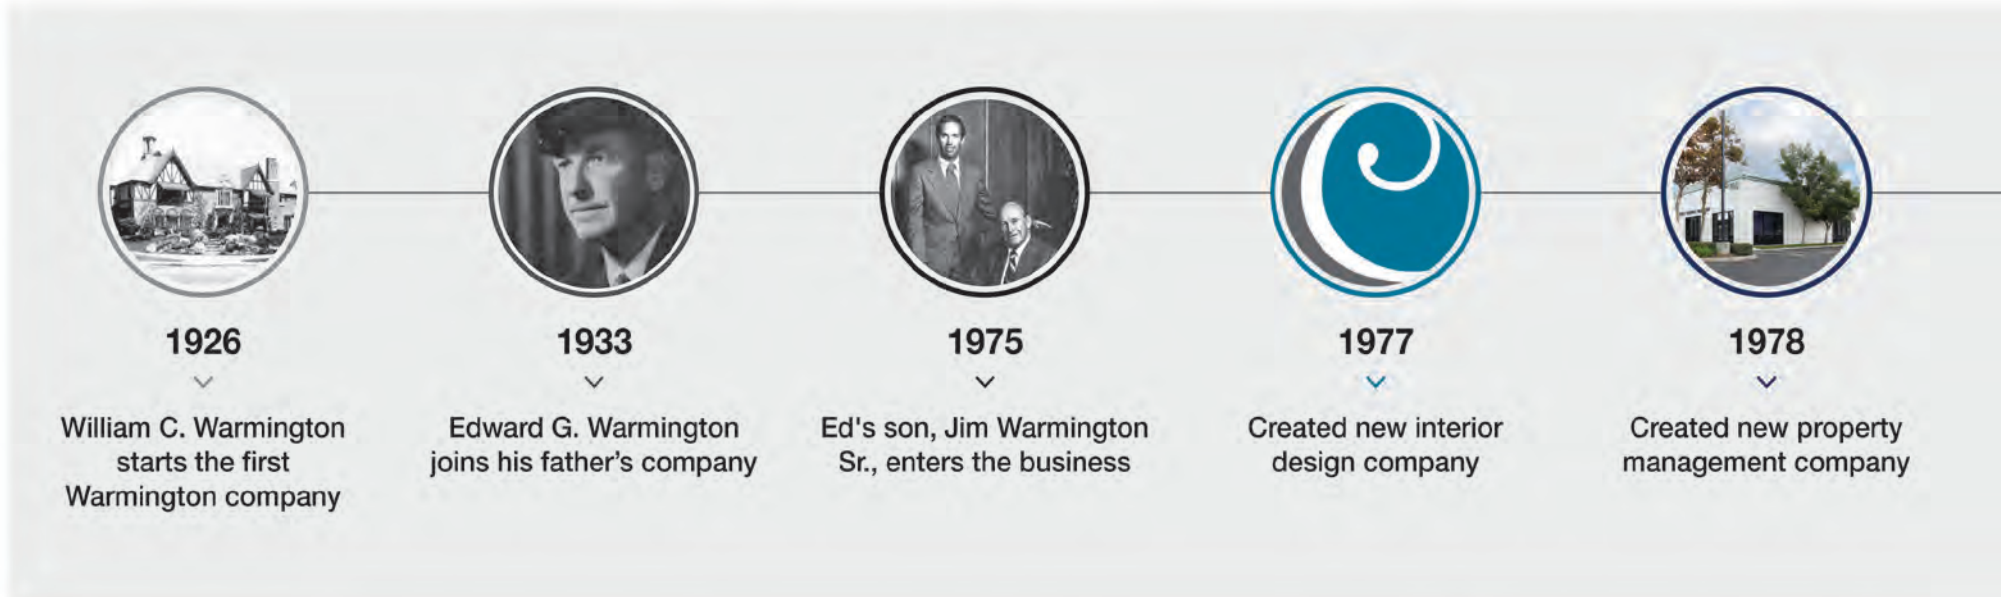 1926
William C. Warmington
starts the first
Warmington company
1933
Edward G. Warmington
joins his father’s company
1975
Ed's son, Jim Warmington
Sr., enters the business
1977
Created new interior
design company
1978
Created new property
management company